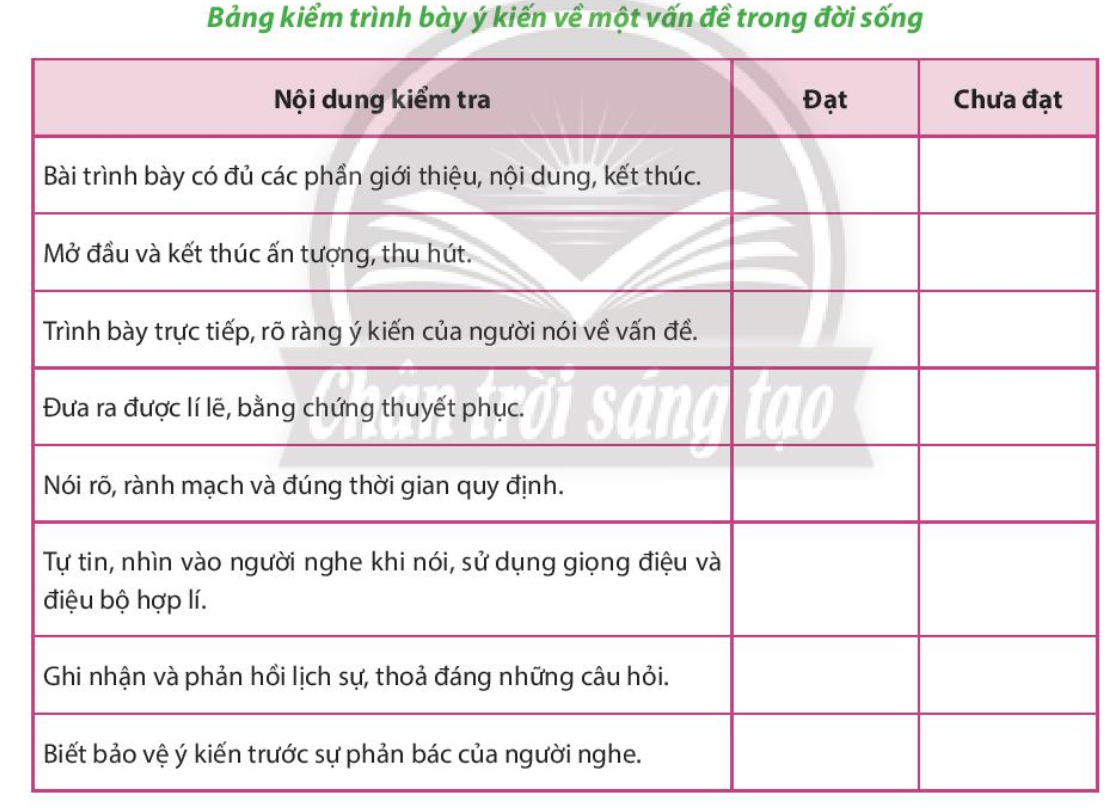 Bảng kiểm trình bày ý kiến về một vấn đề trong đời sống
Nội dung kiểm tra Đạt Chưa đạt
Bài trình bày có đủ các phần giới thiệu, nội dung, kết thúc.
Mở đầu và kết thúc ấn tượng, thu hút.
Trình bày trực tiếp, rõ ràng ý kiến của người nói về vấn đề.
Chân trời sáng tạo
Đưa ra được lí lẽ, bằng chứng thuyết phục.
Nói rõ, rành mạch và đúng thời gian quy định.
Tự tin, nhìn vào người nghe khi nói, sử dụng giọng điệu và
điệu bộ hợp lí.
Ghi nhận và phản hồi lịch sự, thoả đáng những câu hỏi.
Biết bảo vệ ý kiến trước sự phản bác của người nghe.